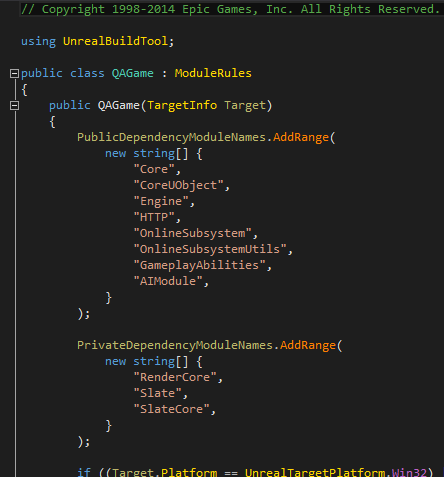 // Copyright 1998-2014 Epic Games, Inc. All Rights Reserved.
using UnrealBuildTool;
public class QAGame : ModuleRules
{
public QAGame(TargetInfo Target)
{
PublicDependencyModuleNames.AddRange(
new string[] {
"Core",
"CoreUObject",
"Engine",
"HTTP",
"OnlineSubsystem",
"OnlineSubsystemUtils",
"GameplayAbilities",
"AIModule",
}
);
PrivateDependencyModuleNames.AddRange(
new string[] {
"RenderCore",
"Slate",
"SlateCore",
}
);
if ((Target.Platform == UnrealTargetPlatform.Win32)